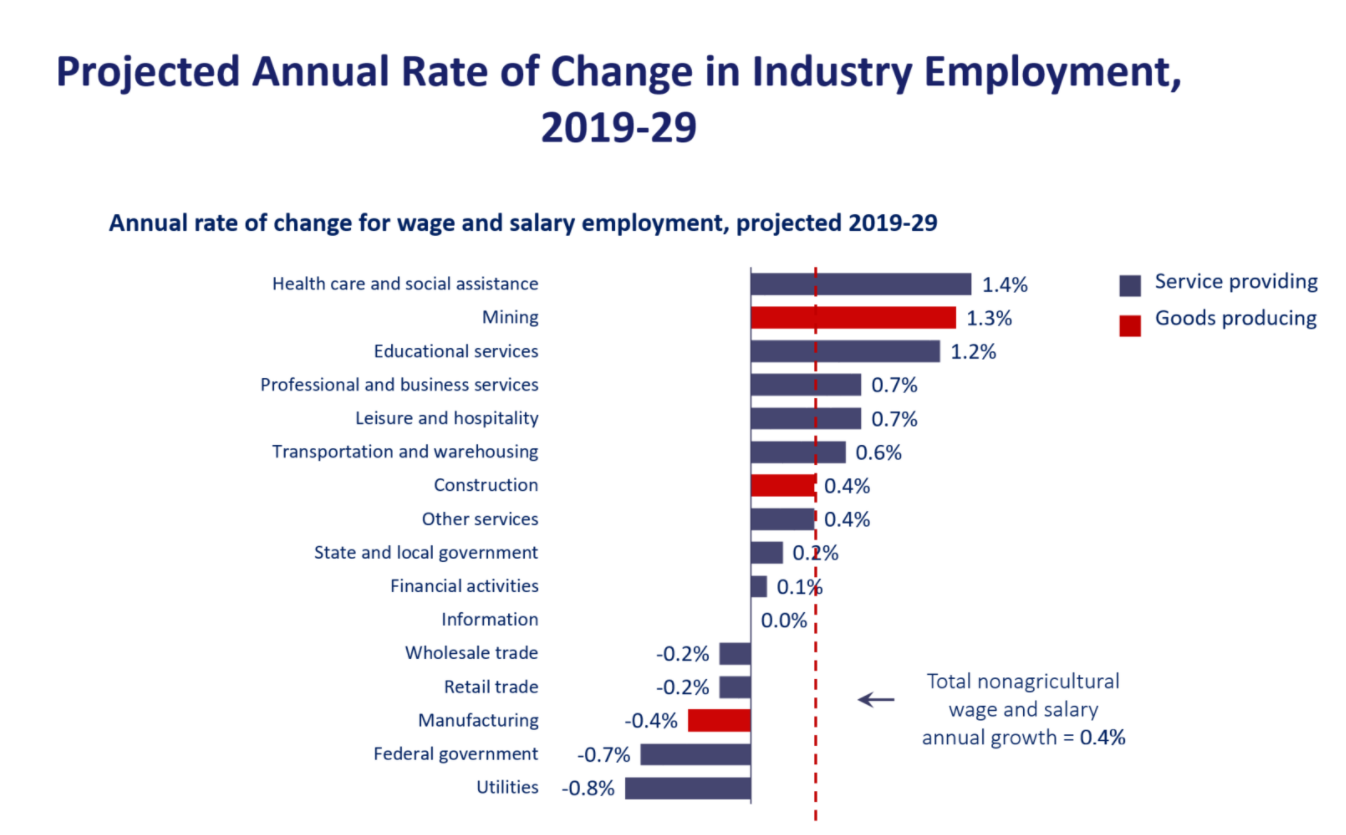 Projected Annual Rate of Change in Industry Employment,
2019-29
Annual rate of change for wage and salary employment, projected 2019-29
Health care and social assistance 1.4%
Mining 1.3%
Educational services 1.2%
Professional and business services 0.7%
Leisure and hospitality 0.7%
Transportation and warehousing 0.6%
Construction 0.4%
Other services 0.4%
State and local government 0.2%
Financial activities 0.1%
Information 0.0%
Wholesale trade -0.2%
Retail trade -0.2%
Manufacturing -0.4%
Federal government -0.7%
Utilities -0.8%
Service providing
Goods producing
Total nonagricultural
wage and salary
annual growth = 0.4%